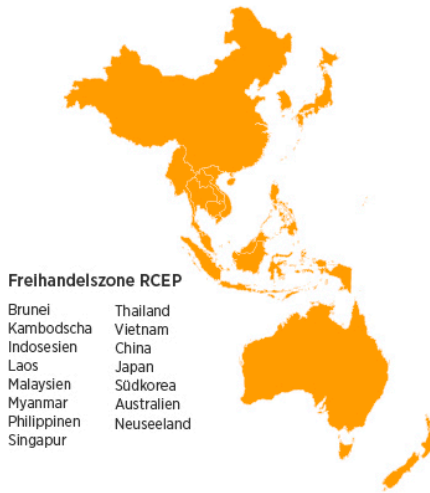 Freihandelszone RCEP
Brunei
Kambodscha
Indosesien
Laos
Malaysien
Myanmar
Philippinen
Singapur
Thailand
Vietnam
China
Japan
Südkorea
Australien
Neuseeland